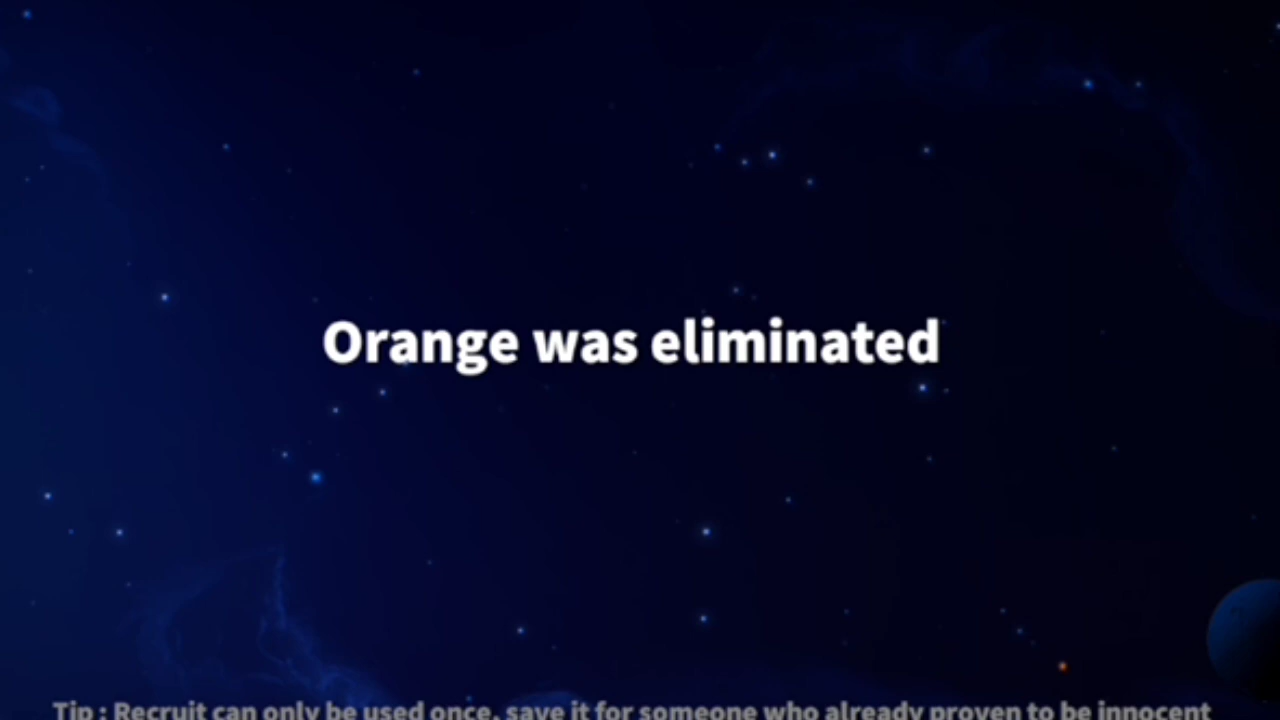 Orange was eliminated
Tip : Recruit can only be used once, save it for someone who already proven to be innocent